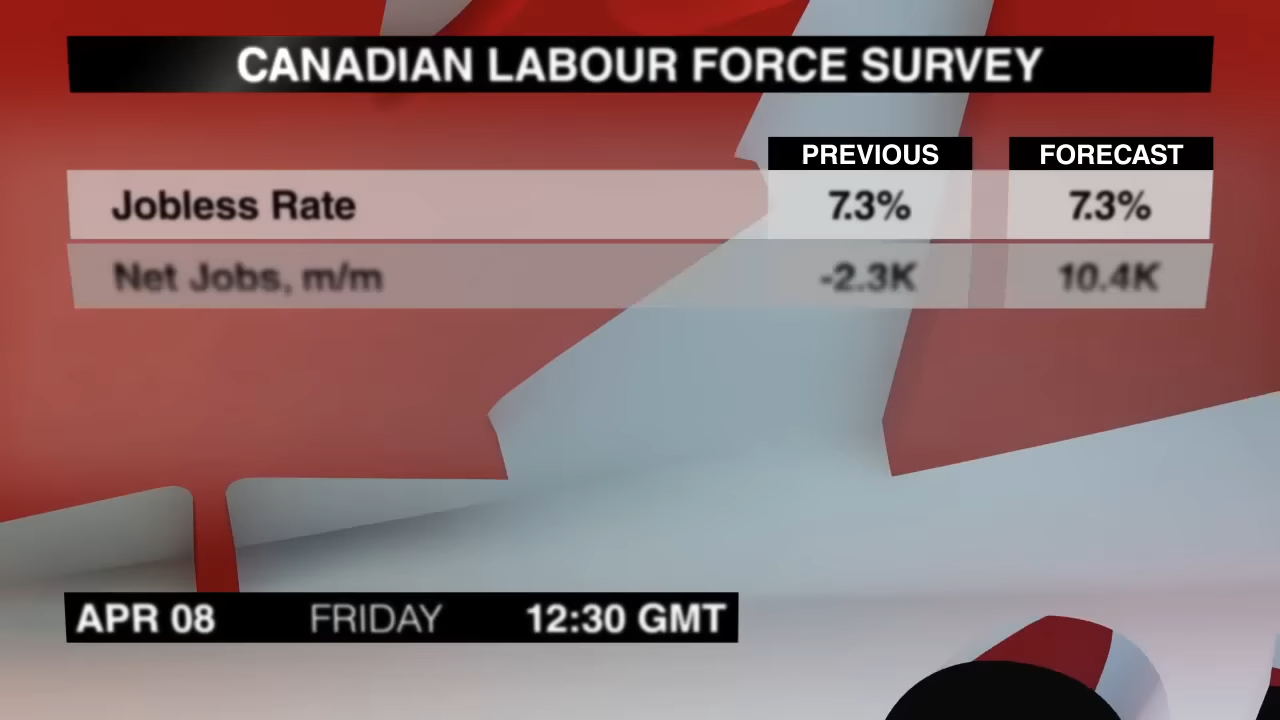 CANADIAN LABOUR FORCE SURVEY
PREVIOUS FORECAST
Jobless Rate 7.3% 7.3%
Net Jobs, m/m -2.3K 10.4K
APR 08 FRIDAY 12:30 GMT